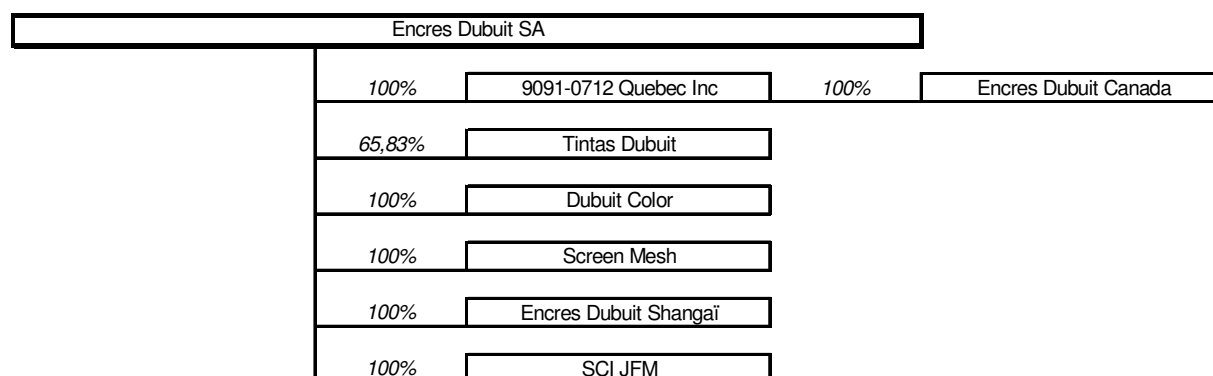 Encres Dubuit SA
100% 9091-0712 Quebec Inc 100% Encres Dubuit Canada
65,83% Tintas Dubuit
100% Dubuit Color
100% Screen Mesh
100% Encres Dubuit Shangaï
100% SCI JFM